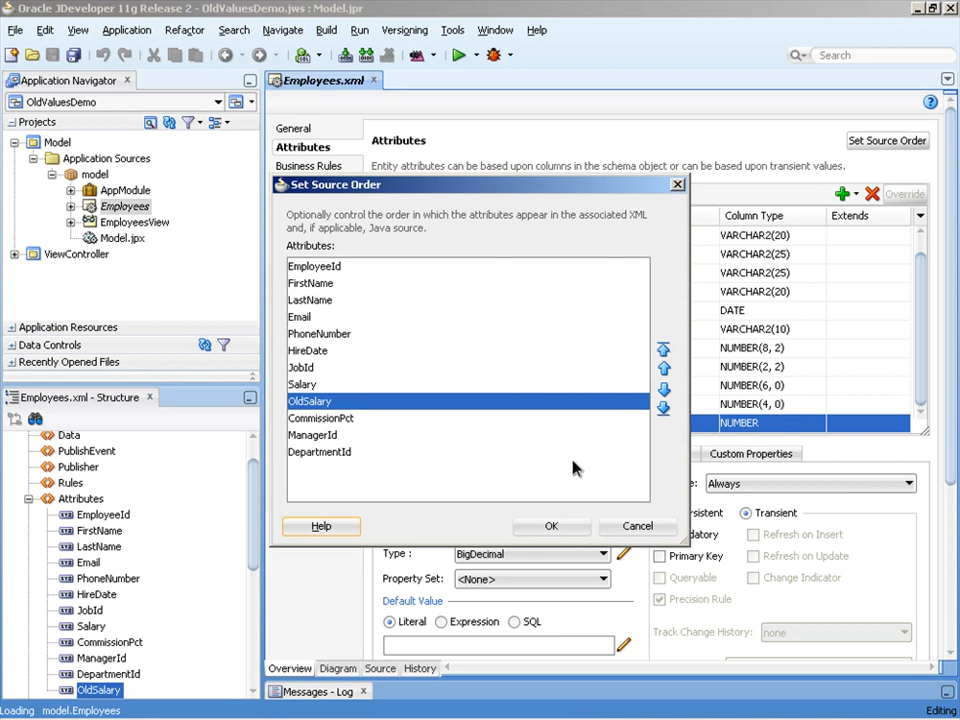 Oracle JDeveloper 11g Release 2 - OldValuesDemo.jws : Model.jpr
File Edit View Application Refactor Search Navigate Build Run Versioning Tools Window Help
Search
Application Navigator
Employees.xml
OldValuesDemo
Projects
Model
Application Sources
model
AppModule
Employees
EmployeesView
Model.jpx
ViewController
Application Resources
Data Controls
Recently Opened Files
Employees.xml - Structure
Data
PublishEvent
Publisher
Rules
Attributes
EmployeeId
FirstName
LastName
Email
PhoneNumber
HireDate
JobId
Salary
CommissionPct
ManagerId
DepartmentId
OldSalary
General
Attributes
Business Rules
Attributes
Set Source Order
Entity attributes can be based upon columns in the schema object or can be based upon transient values.
Override
Column Type Extends
VARCHAR2(20)
VARCHAR2(25)
VARCHAR2(25)
VARCHAR2(20)
DATE
VARCHAR2(10)
NUMBER(8, 2)
NUMBER(2, 2)
NUMBER(6, 0)
NUMBER(4, 0)
NUMBER
Set Source Order
Optionally control the order in which the attributes appear in the associated XML
and, if applicable, Java source.
Attributes:
EmployeeId
FirstName
LastName
Email
PhoneNumber
HireDate
JobId
Salary
OldSalary
CommissionPct
ManagerId
DepartmentId
Help OK Cancel
Custom Properties
e: Always
sistent Transient
datory Refresh on Insert
Type : BigDecimal Primary Key Refresh on Update
Property Set: <None> Queryable Change Indicator
Default Value Precision Rule
Literal Expression SQL
Track Change History: none
Overview Diagram Source History
Messages - Log
Loading model.Employees
Editing